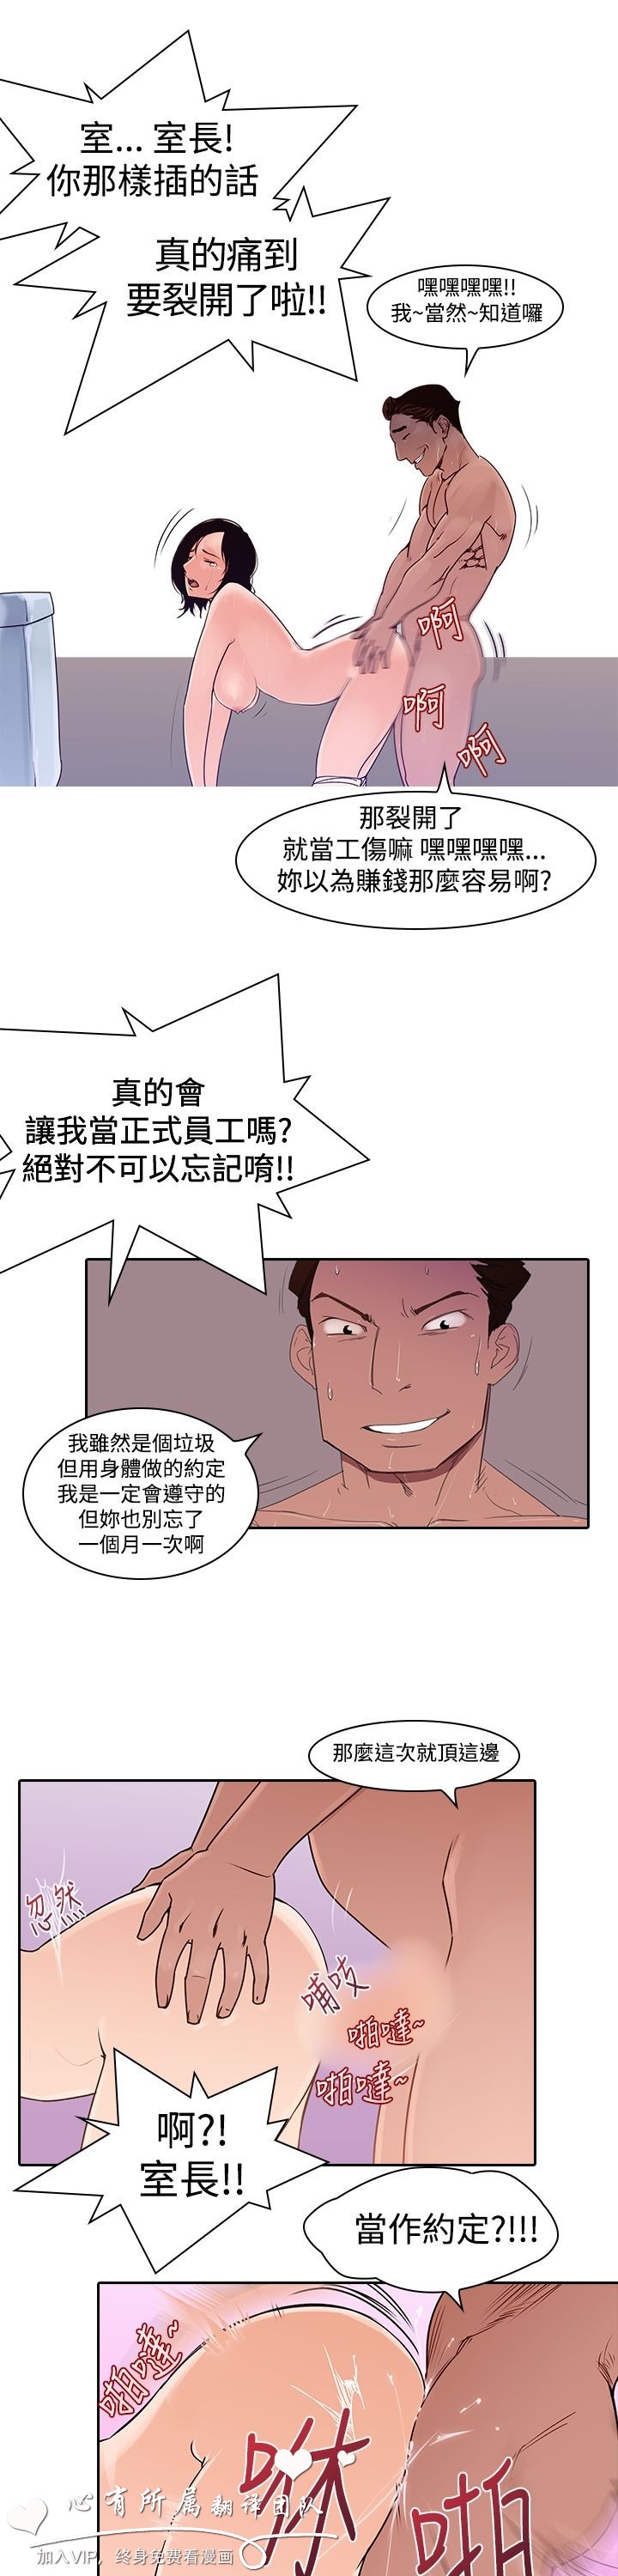 室... 室長!
你那樣插的話
真的痛到
要裂開了啦!!
嘿嘿嘿嘿!!
我~當然~知道囉
啊
啊
啊
那裂開了
就當工傷嘛 嘿嘿嘿嘿...
妳以為賺錢那麼容易啊?
真的會
讓我當正式員工嗎?
絕對不可以忘記唷!!
我雖然是個垃圾
但用身體做的約定
我是一定會遵守的
但妳也別忘了
一個月一次啊
那麼這次就頂這邊
忽然
哺吱
啪噠~
啪噠~
啊?!
室長!!
當作約定?!!!
啪噠~
咻
啪
心有所属翻译团队
加入VIP，终身免费看漫画